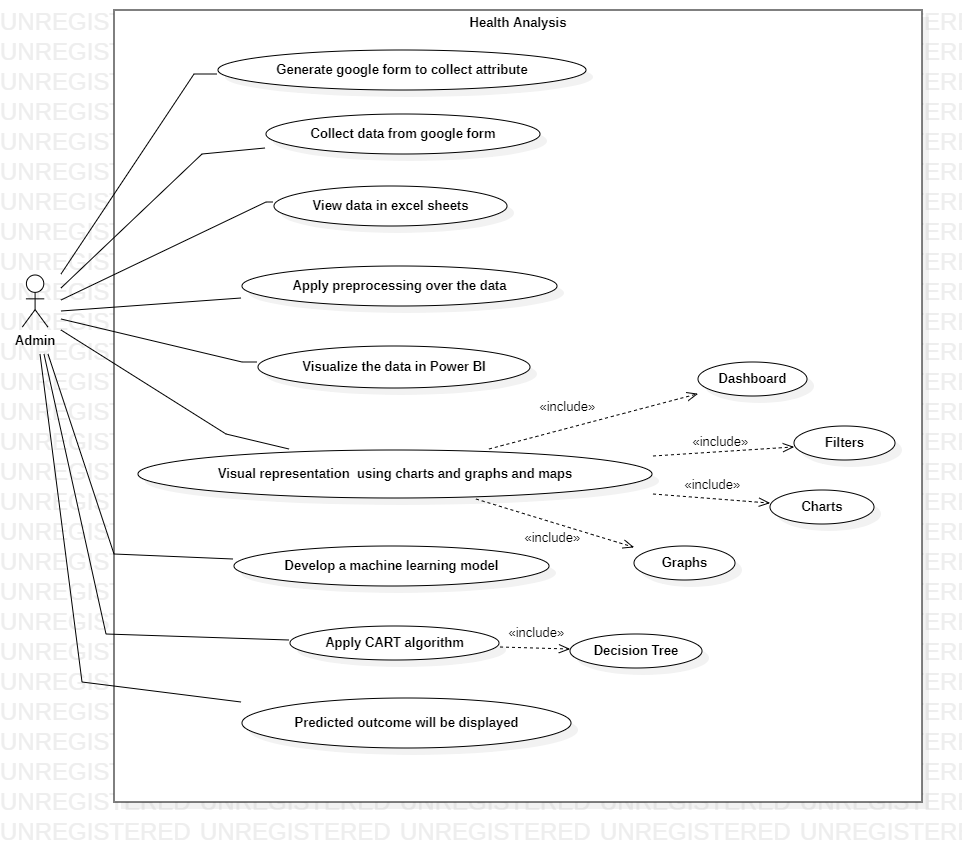 Health Analysis
Generate google form to collect attribute
Collect data from google form
View data in excel sheets
Apply preprocessing over the data
Admin
Visualize the data in Power BI
Dashboard
«include»
Filters
«include»
Visual representation  using charts and graphs and maps
«include»
Charts
«include»
Graphs
Develop a machine learning model
Apply CART algorithm
«include»
Decision Tree
Predicted outcome will be displayed
UNREGISTERED UNREGISTERED UNREGISTERED UNREGISTERED UNREGISTERED